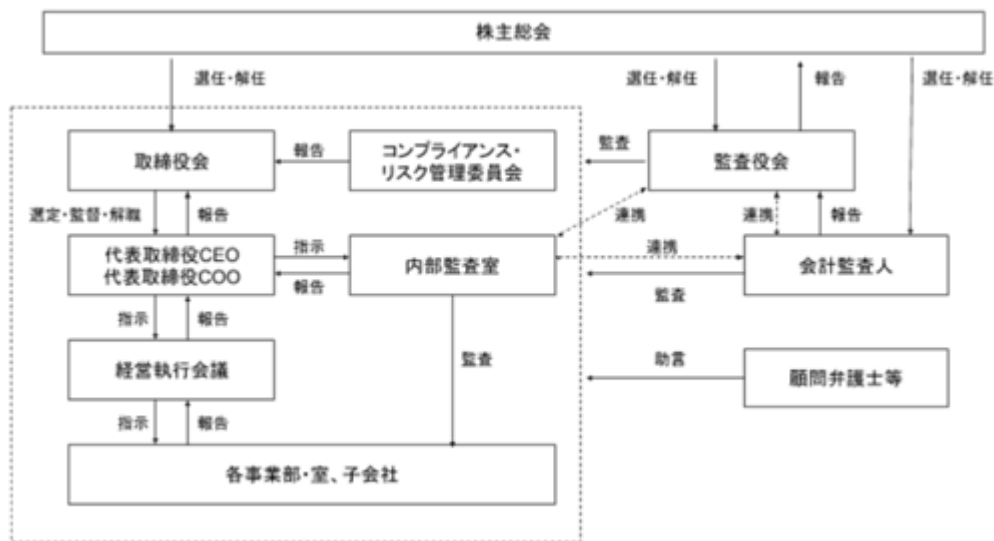 株主総会
選任・解任
選任・解任
報告
選任・解任
取締役会
報告
コンプライアンス・
リスク管理委員会
監査
監査役会
選定・監督・解職
報告
連携
連携
報告
代表取締役CEO
代表取締役COO
指示
報告
内部監査室
連携
監査
会計監査人
指示
報告
経営執行会議
監査
助言
顧問弁護士等
指示
報告
各事業部・室、子会社